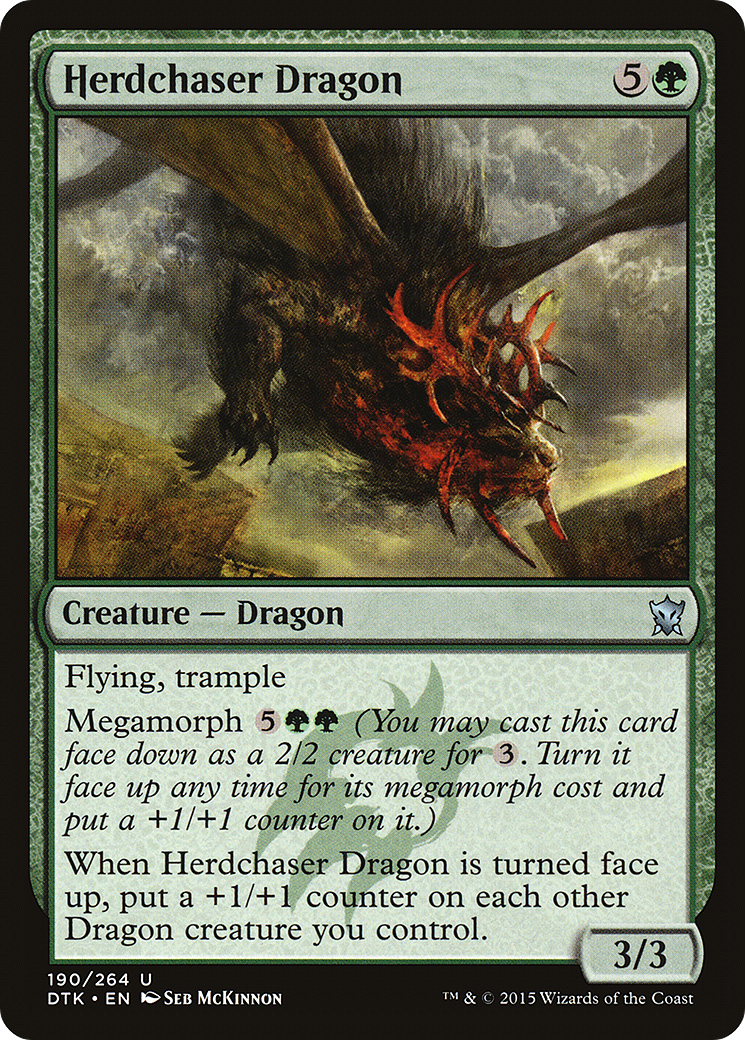 Herdchaser Dragon 5
Creature — Dragon
Flying, trample
Megamorph 5 (You may cast this card
face down as a 2/2 creature for 3. Turn it
face up any time for its megamorph cost and
put a +1/+1 counter on it.)
When Herdchaser Dragon is turned face
up, put a +1/+1 counter on each other
Dragon creature you control.
3/3
190/264 U
DTK • EN Seb McKinnon
™ & © 2015 Wizards of the Coast